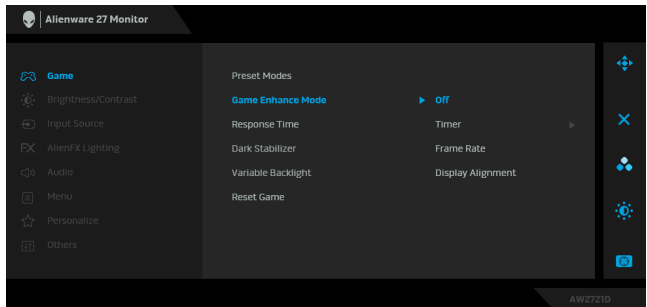 Alienware 27 Monitor
Game
Brightness/Contrast
Input Source
FX AlienFX Lighting
Audio
Menu
Personalize
Others
Preset Modes
Game Enhance Mode
Response Time
Dark Stabilizer
Variable Backlight
Reset Game
Off
Timer
Frame Rate
Display Alignment
AW2721D